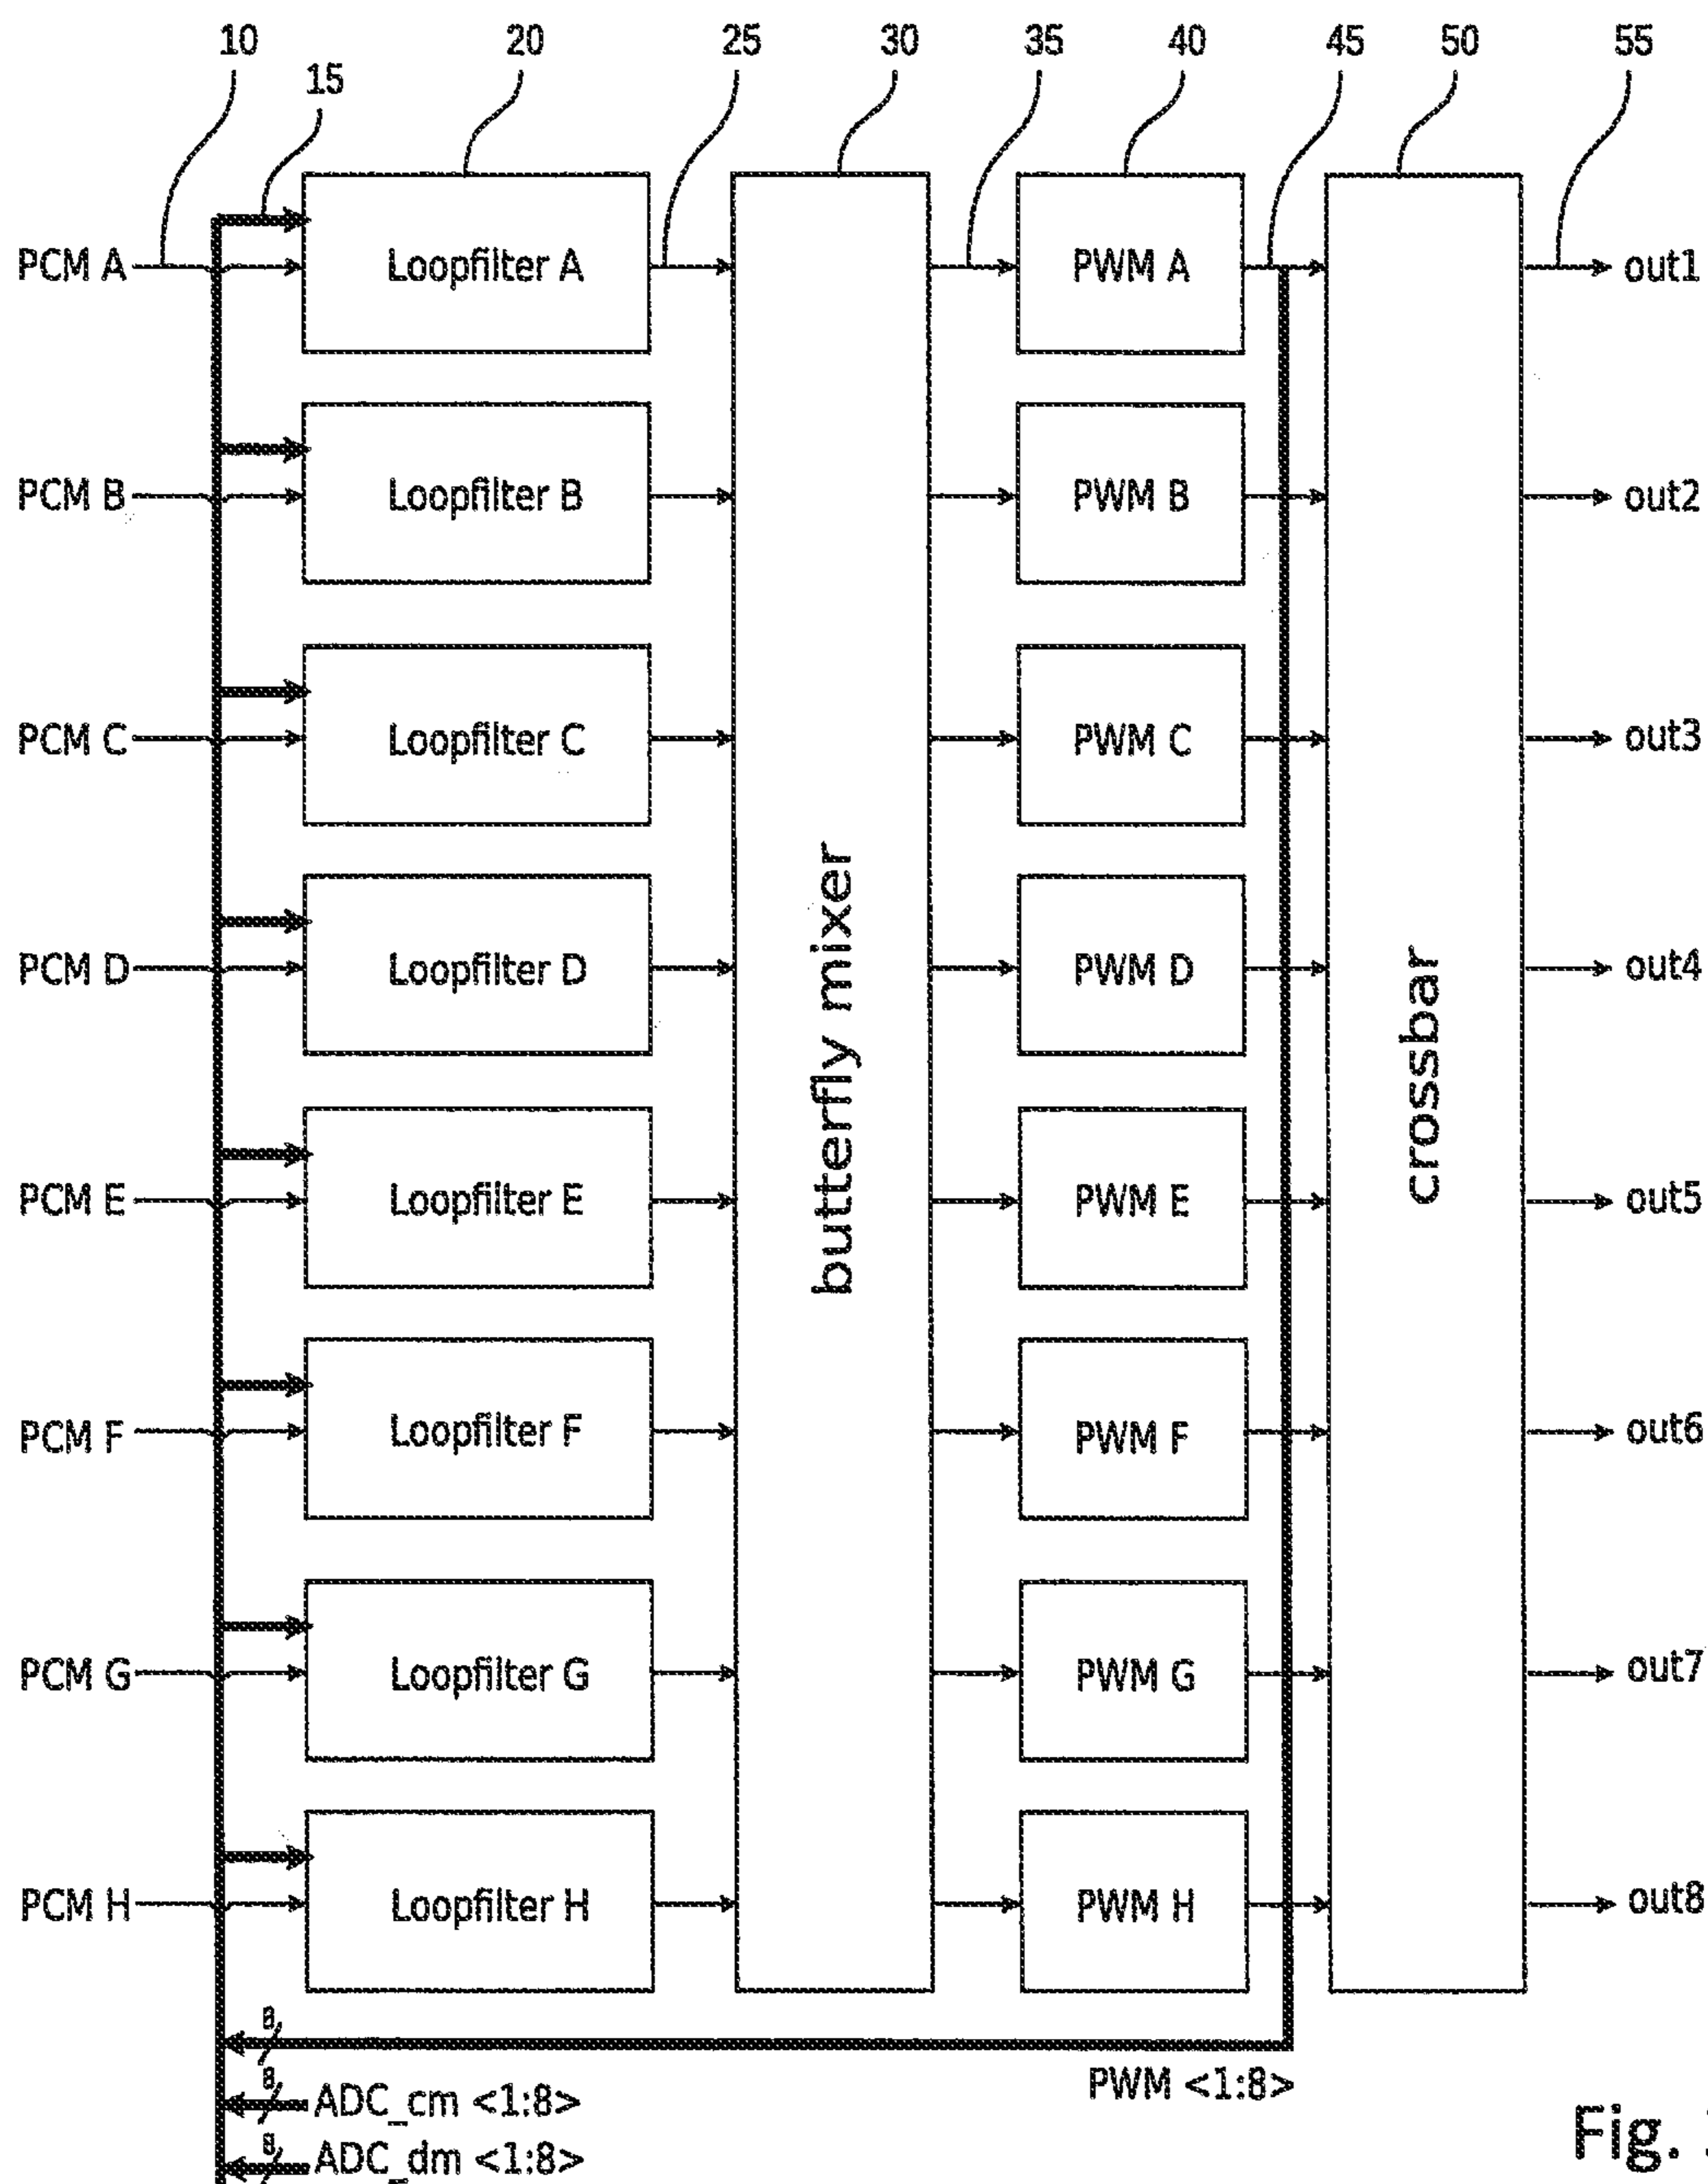 10 20 25 30 35 40 45 50 55
15
PCM A Loopfilter A PWM A out1
PCM B Loopfilter B PWM B out2
PCM C Loopfilter C PWM C out3
PCM D Loopfilter D PWM D out4
butterfly mixer
crossbar
PCM E Loopfilter E PWM E out5
PCM F Loopfilter F PWM F out6
PCM G Loopfilter G PWM G out7
PCM H Loopfilter H PWM H out8
8
PWM <1:8>
8 ADC_cm <1:8>
8 ADC_dm <1:8>
Fig.